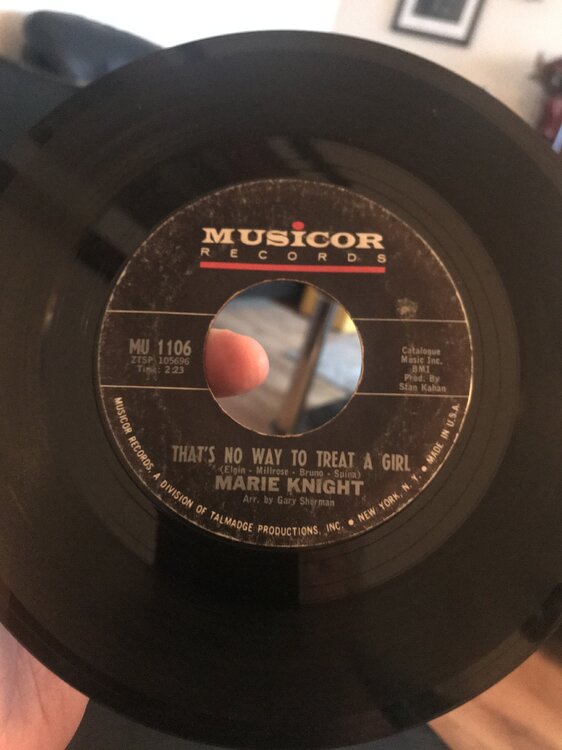 MUSICOR
RECORDS
MU 1106
ZTSP 105696
Time: 2:23
Catalogue
Music Inc.
BMI
Prod. By
Stan Kahan
THAT'S NO WAY TO TREAT A GIRL
(Elgin - Millrose - Bruno - Spina)
MARIE KNIGHT
Arr. by Gary Sherman
MUSICOR RECORDS, A DIVISION OF TALMADGE PRODUCTIONS, INC. • NEW YORK, N. Y. • MADE IN U.S.A.